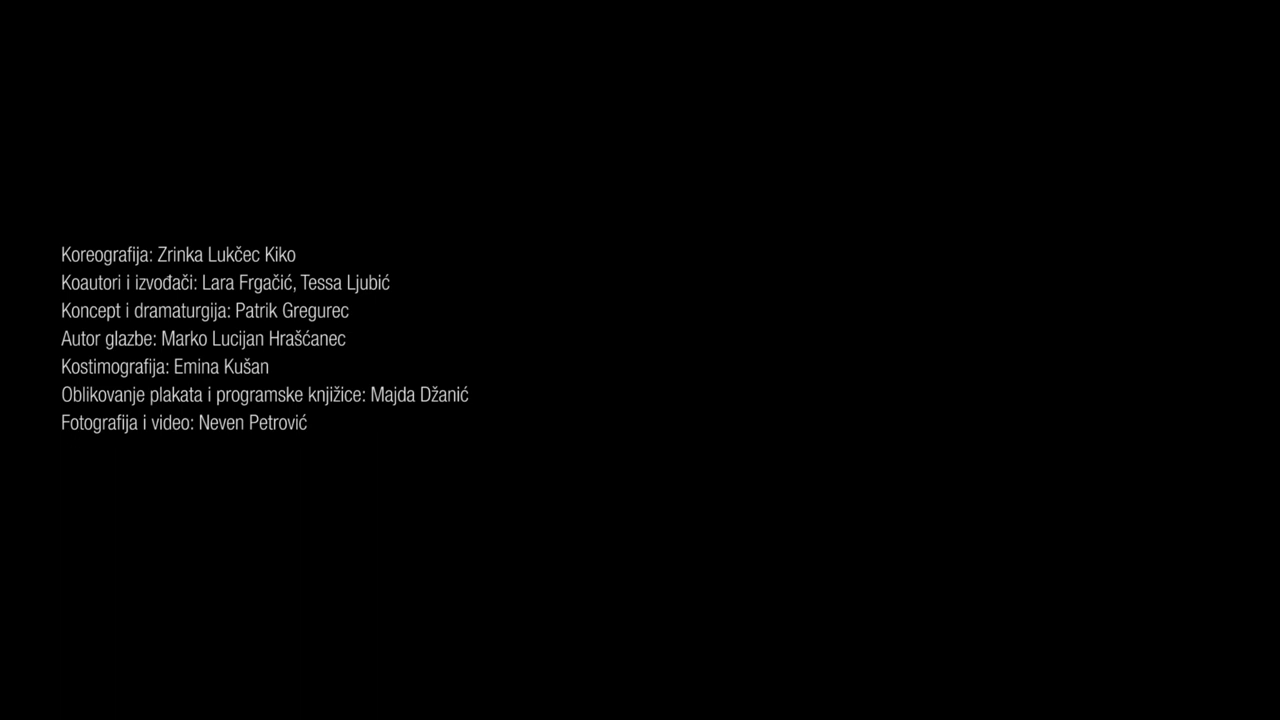 Koreografija: Zrinka Lukčec Kiko
Koautori i izvođači: Lara Frgačić, Tessa Ljubić
Koncept i dramaturgija: Patrik Gregurec
Autor glazbe: Marko Lucijan Hrašćanec
Kostimografija: Emina Kušan
Oblikovanje plakata i programske knjižice: Majda Džanić
Fotografija i video: Neven Petrović